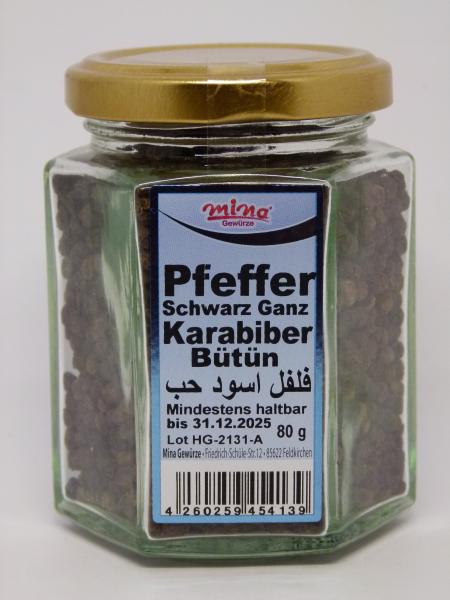 mina
Gewürze
Pfeffer
Schwarz Ganz
Karabiber
Bütün
فلفل اسود حب
Mindestens haltbar
bis 31.12.2025
80 g
Lot HG-2131-A
Mina Gewürze • Friedrich-Schüle-Str.12 • 85622 Feldkirchen
4 260259 454139